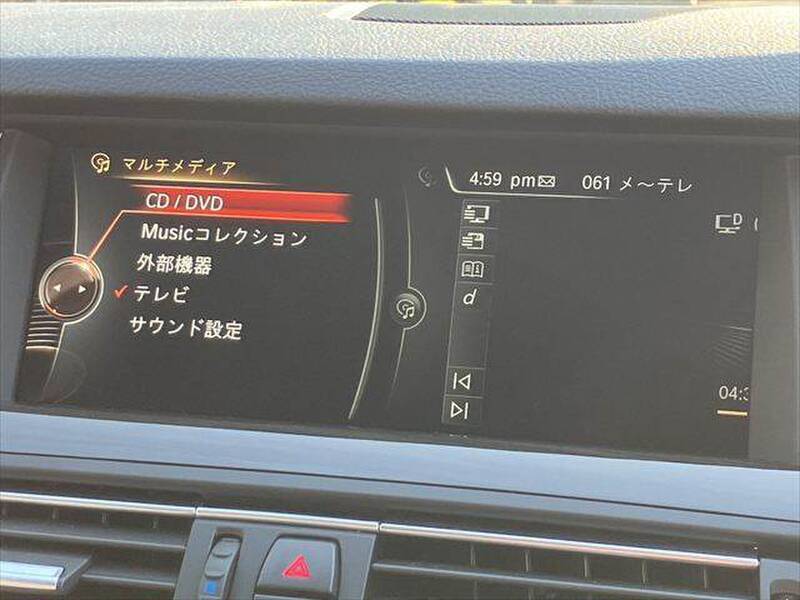 マルチメディア
CD / DVD
Musicコレクション
外部機器
テレビ
サウンド設定
4:59 pm
061 メ~テレ
d
D